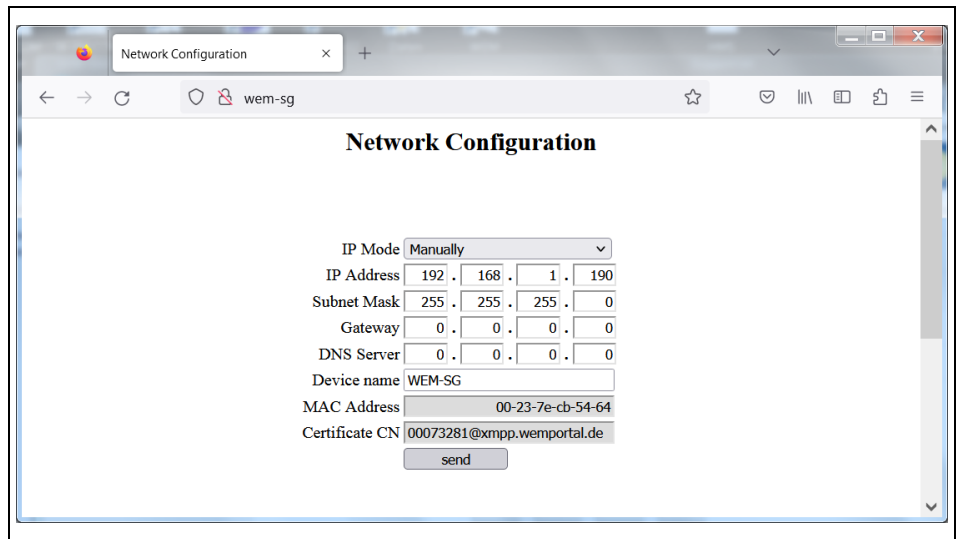 Network Configuration
wem-sg
Network Configuration
IP Mode Manually
IP Address 192 . 168 . 1 . 190
Subnet Mask 255 . 255 . 255 . 0
Gateway 0 . 0 . 0 . 0
DNS Server 0 . 0 . 0 . 0
Device name WEM-SG
MAC Address 00-23-7e-cb-54-64
Certificate CN 00073281@xmpp.wemportal.de
send